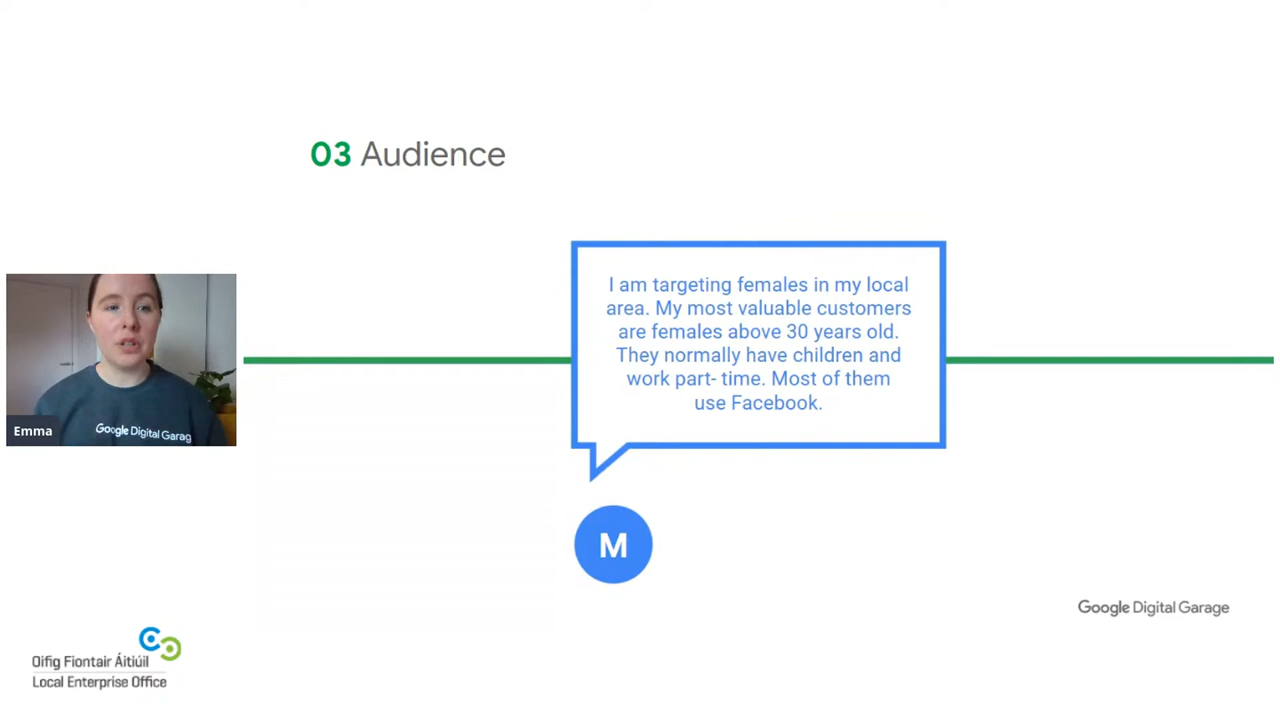 03 Audience
I am targeting females in my local
area. My most valuable customers
are females above 30 years old.
They normally have children and
work part- time. Most of them
use Facebook.
Google Digital Garag
Emma
M
Google Digital Garage
Oifig Fiontair Áitiúil
Local Enterprise Office